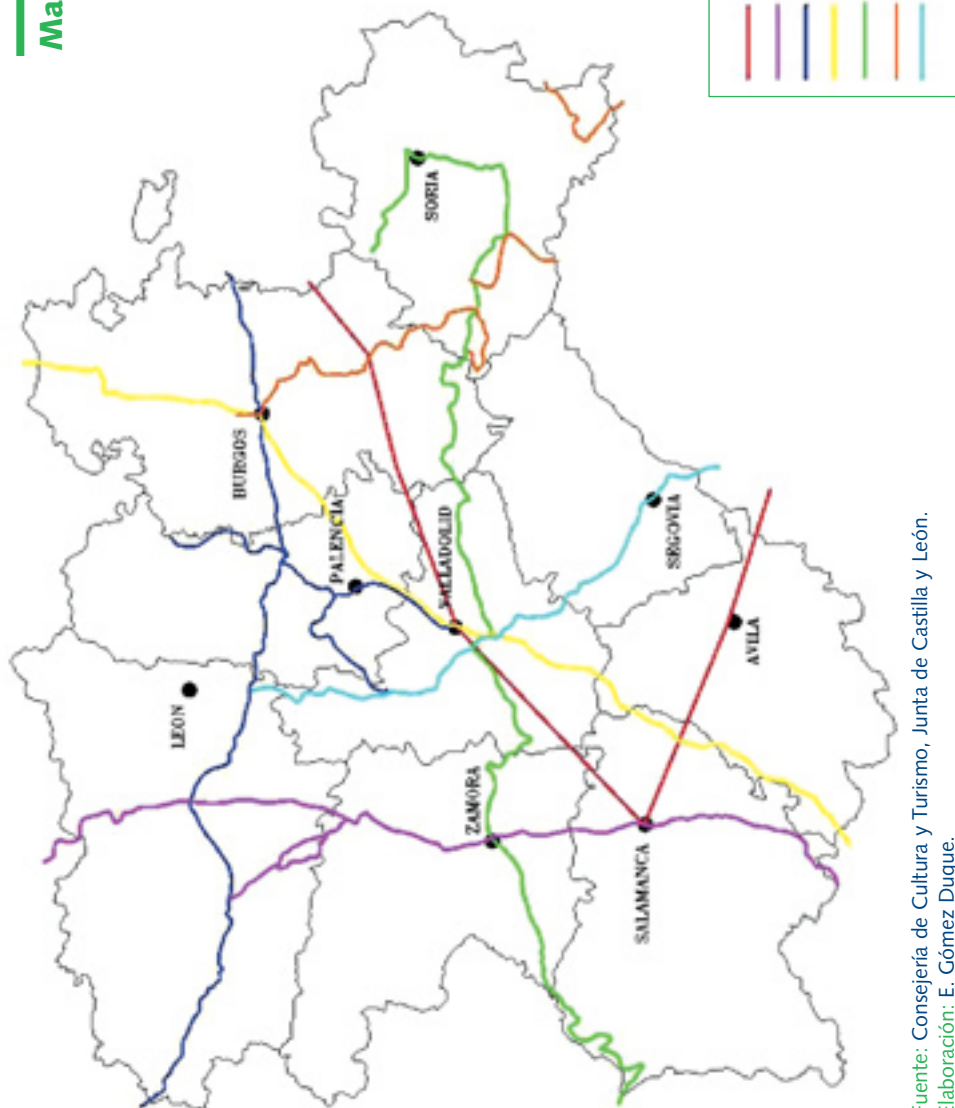 Ma
SORIA
BURGOS
PALENCIA
VALLADOLID
SEGOVIA
AVILA
LEON
ZAMORA
SALAMANCA
Fuente: Consejería de Cultura y Turismo, Junta de Castilla y León.
Elaboración: E. Gómez Duque.